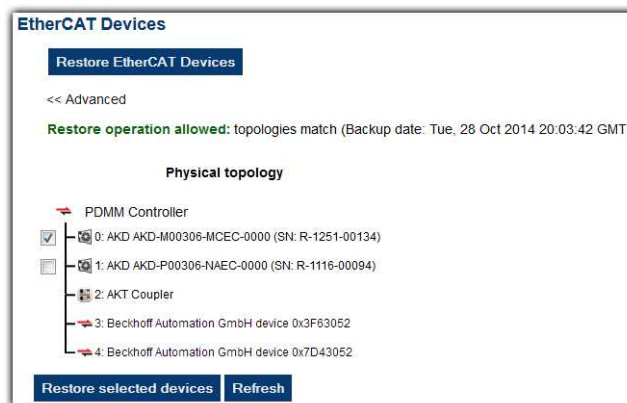 EtherCAT Devices
Restore EtherCAT Devices
<< Advanced
Restore operation allowed: topologies match (Backup date: Tue, 28 Oct 2014 20:03:42 GMT
Physical topology
PDMM Controller
0: AKD AKD-M00306-MCEC-0000 (SN: R-1251-00134)
1: AKD AKD-P00306-NAEC-0000 (SN: R-1116-00094)
2: AKT Coupler
3: Beckhoff Automation GmbH device 0x3F63052
4: Beckhoff Automation GmbH device 0x7D43052
Restore selected devices Refresh